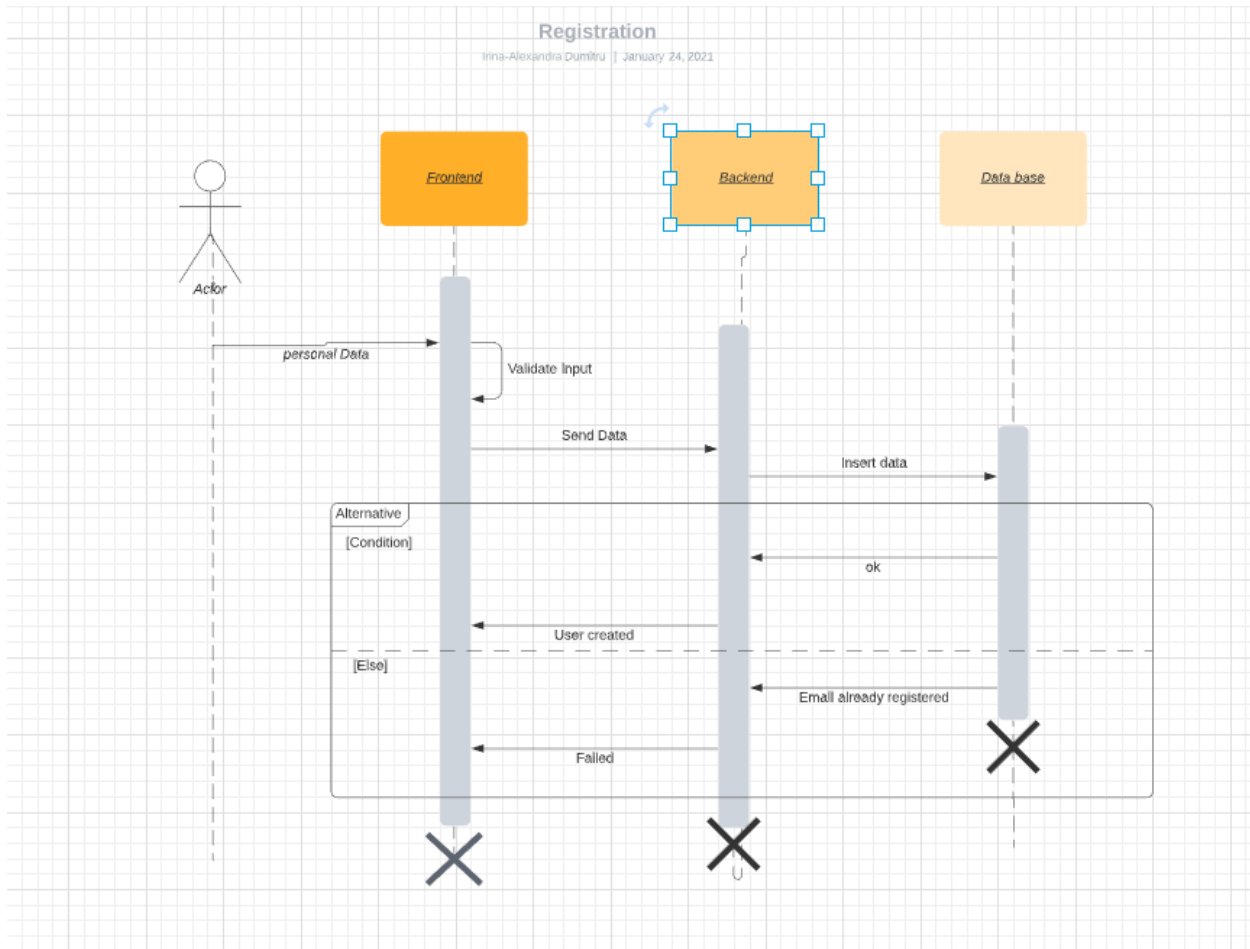 Registration
Irina-Alexandra Dumitru | January 24, 2021
Frontend
Backend
Data base
Actor
personal Data
Validate Input
Send Data
Insert data
Alternative
[Condition]
ok
User created
[Else]
Email already registered
Failed